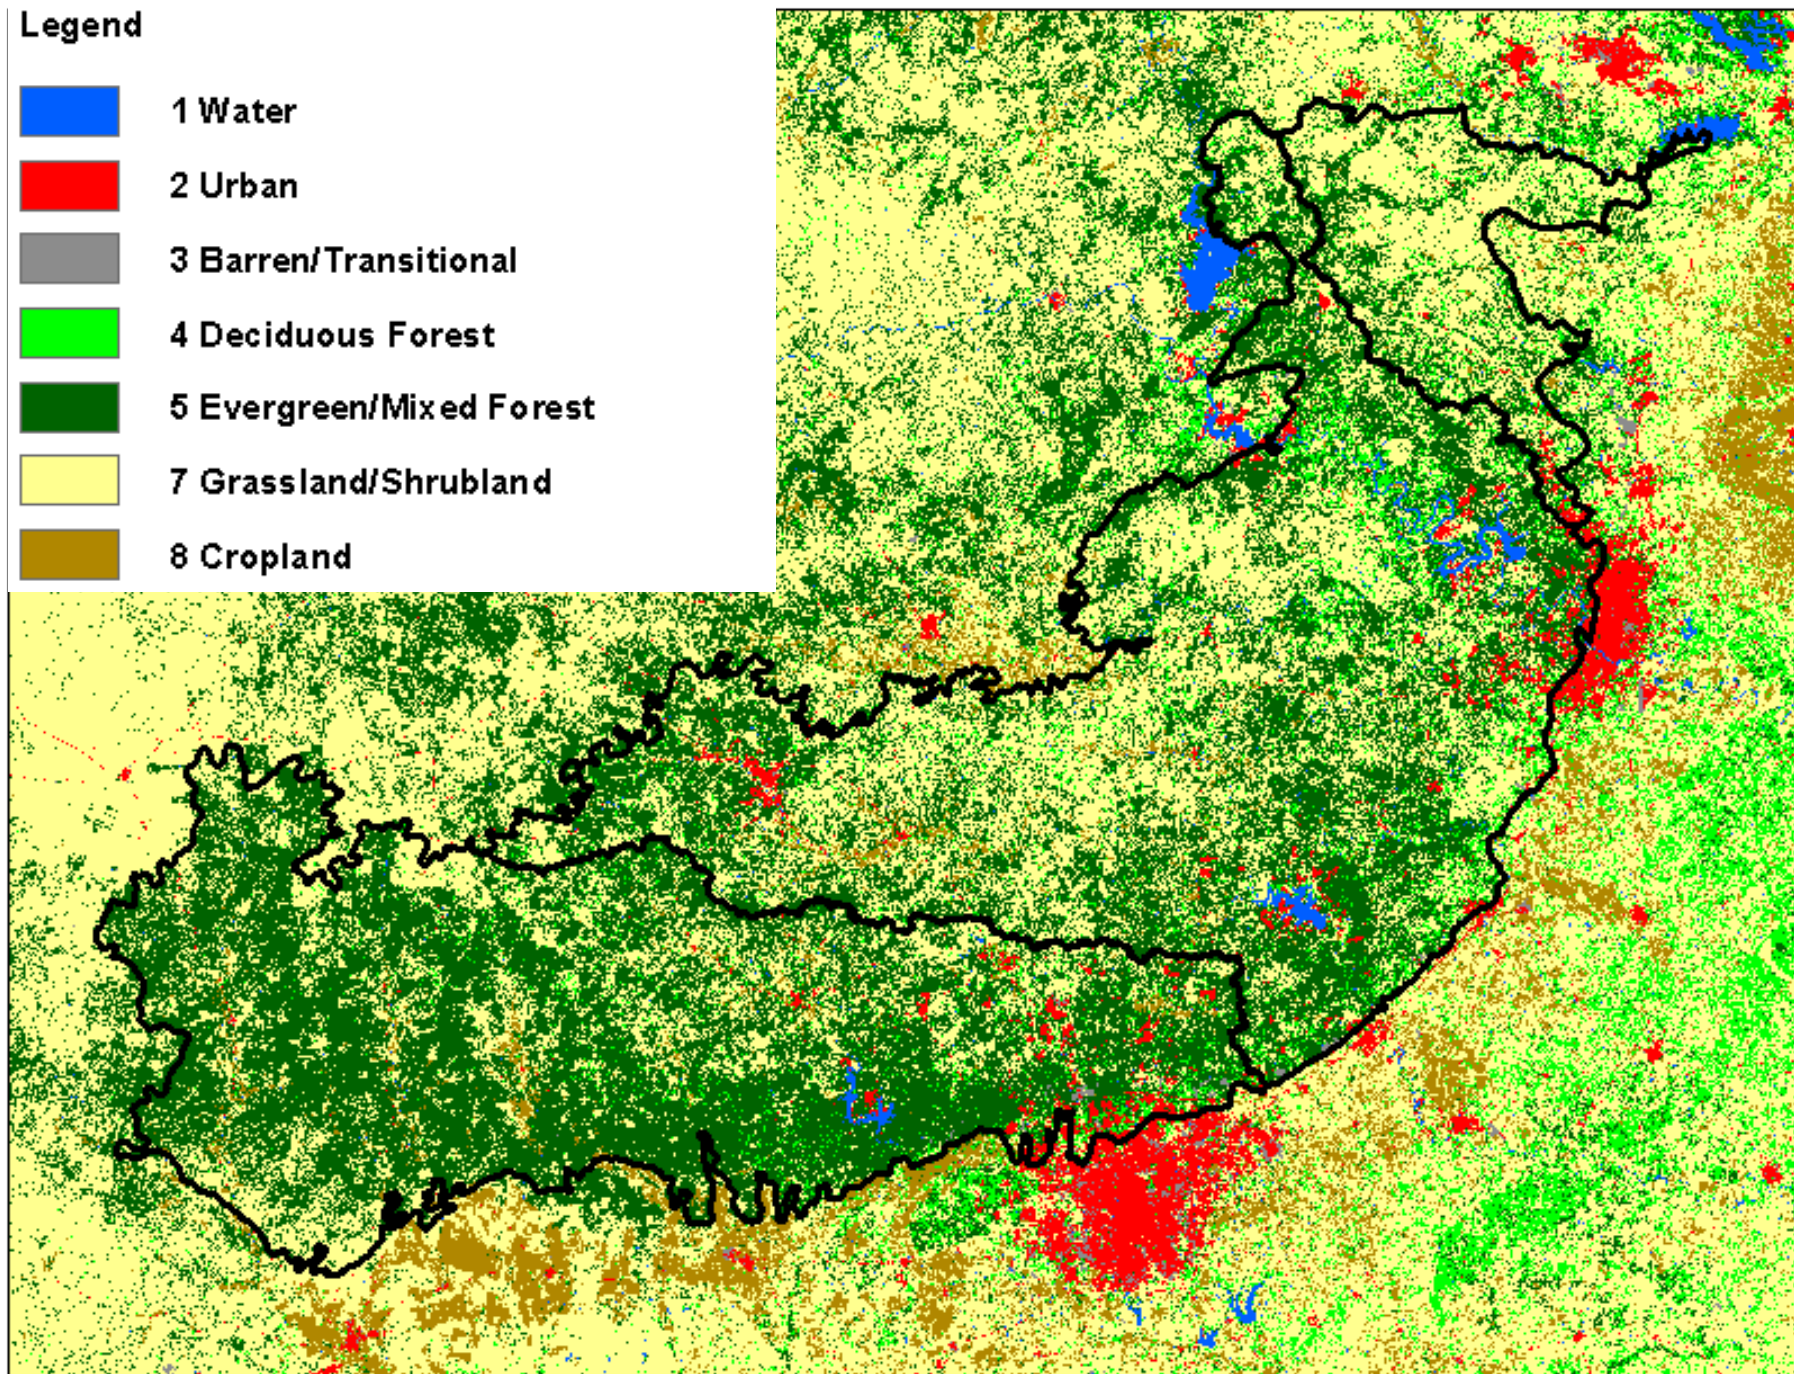 Legend
1 Water
2 Urban
3 Barren/Transitional
4 Deciduous Forest
5 Evergreen/Mixed Forest
7 Grassland/Shrubland
8 Cropland